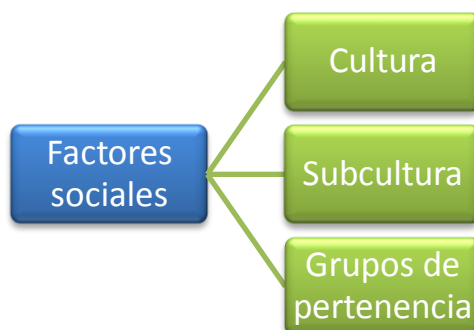 Factores
sociales
Cultura
Subcultura
Grupos de
pertenencia